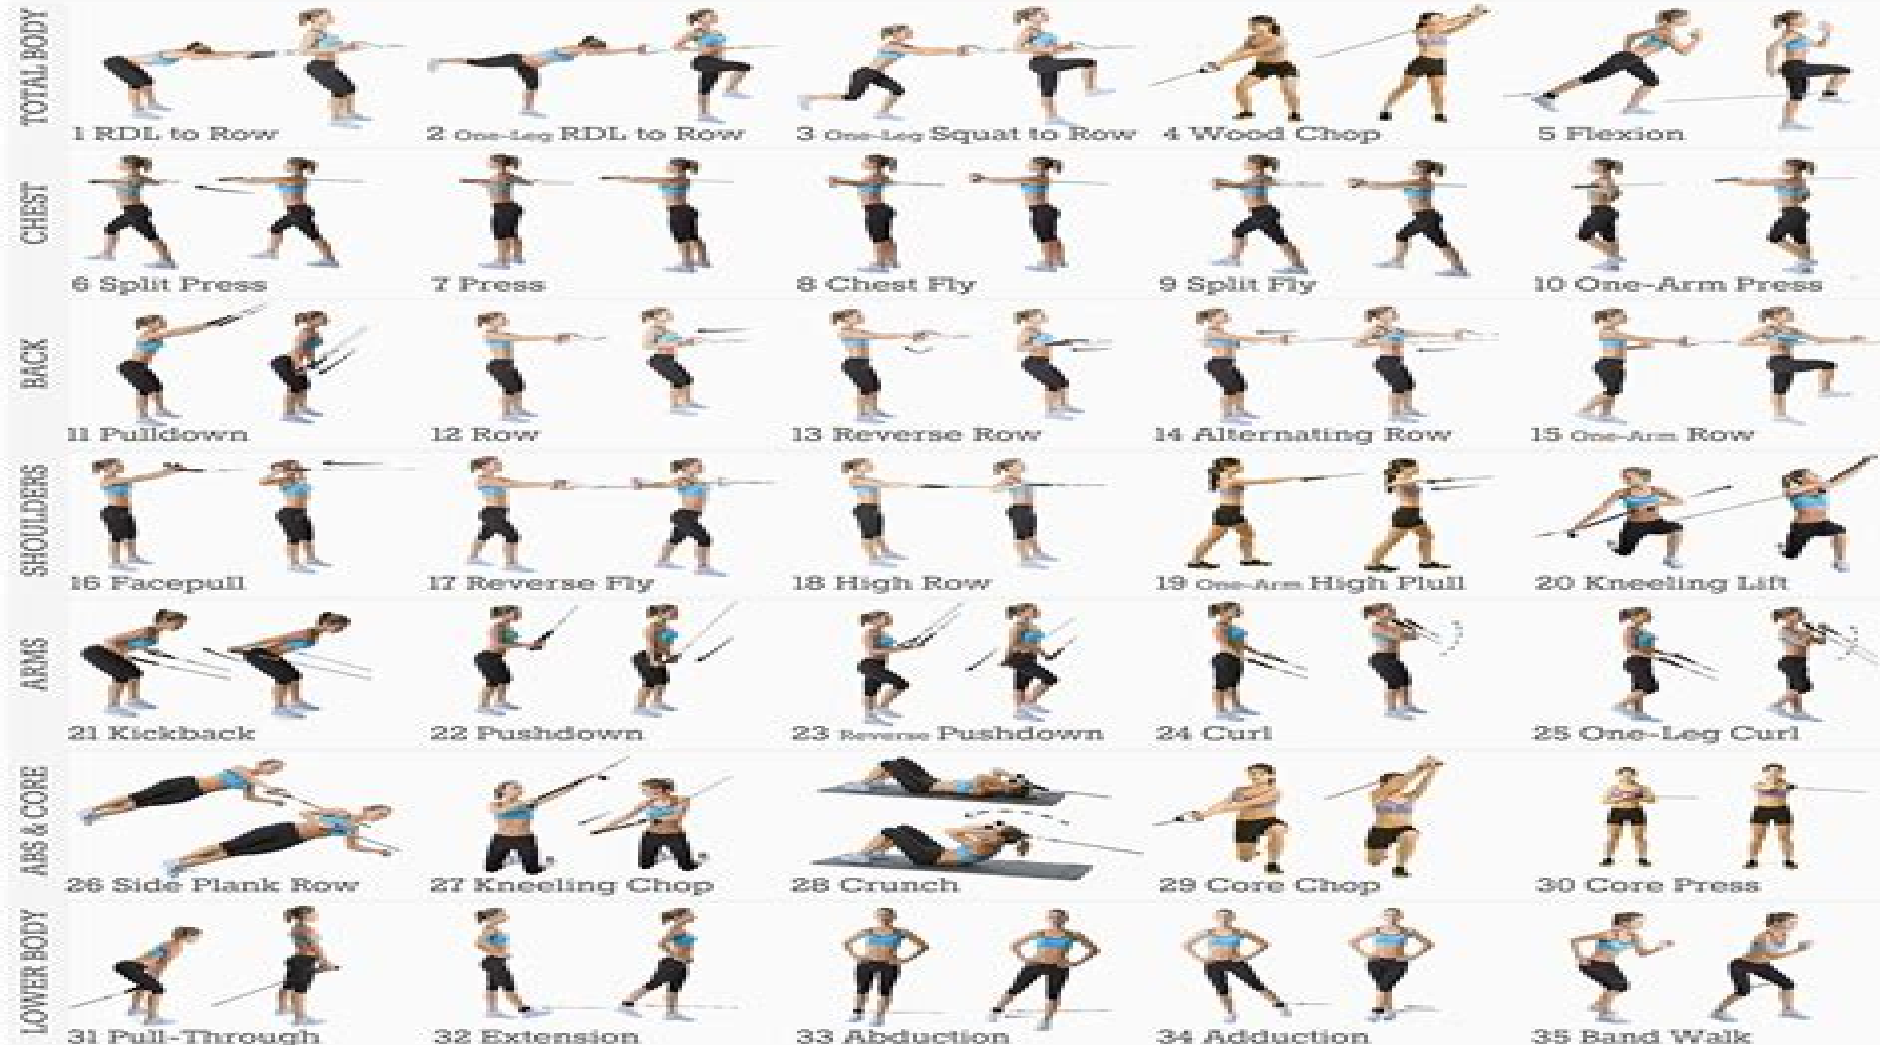 TOTAL BODY
1 RDL to Row
2 One-Leg RDL to Row
3 One-Leg Squat to Row
4 Wood Chop
5 Flexion
CHEST
6 Split Press
7 Press
8 Chest Fly
9 Split Fly
10 One-Arm Press
BACK
11 Pulldown
12 Row
13 Reverse Row
14 Alternating Row
15 One-Arm Row
SHOULDERS
16 Facepull
17 Reverse Fly
18 High Row
19 One-Arm High Plull
20 Kneeling Lift
ARMS
21 Kickback
22 Pushdown
23 Reverse Pushdown
24 Curl
25 One-Leg Curl
ABS & CORE
26 Side Plank Row
27 Kneeling Chop
28 Crunch
29 Core Chop
30 Core Press
LOWER BODY
31 Pull-Through
32 Extension
33 Abduction
34 Adduction
35 Band Walk